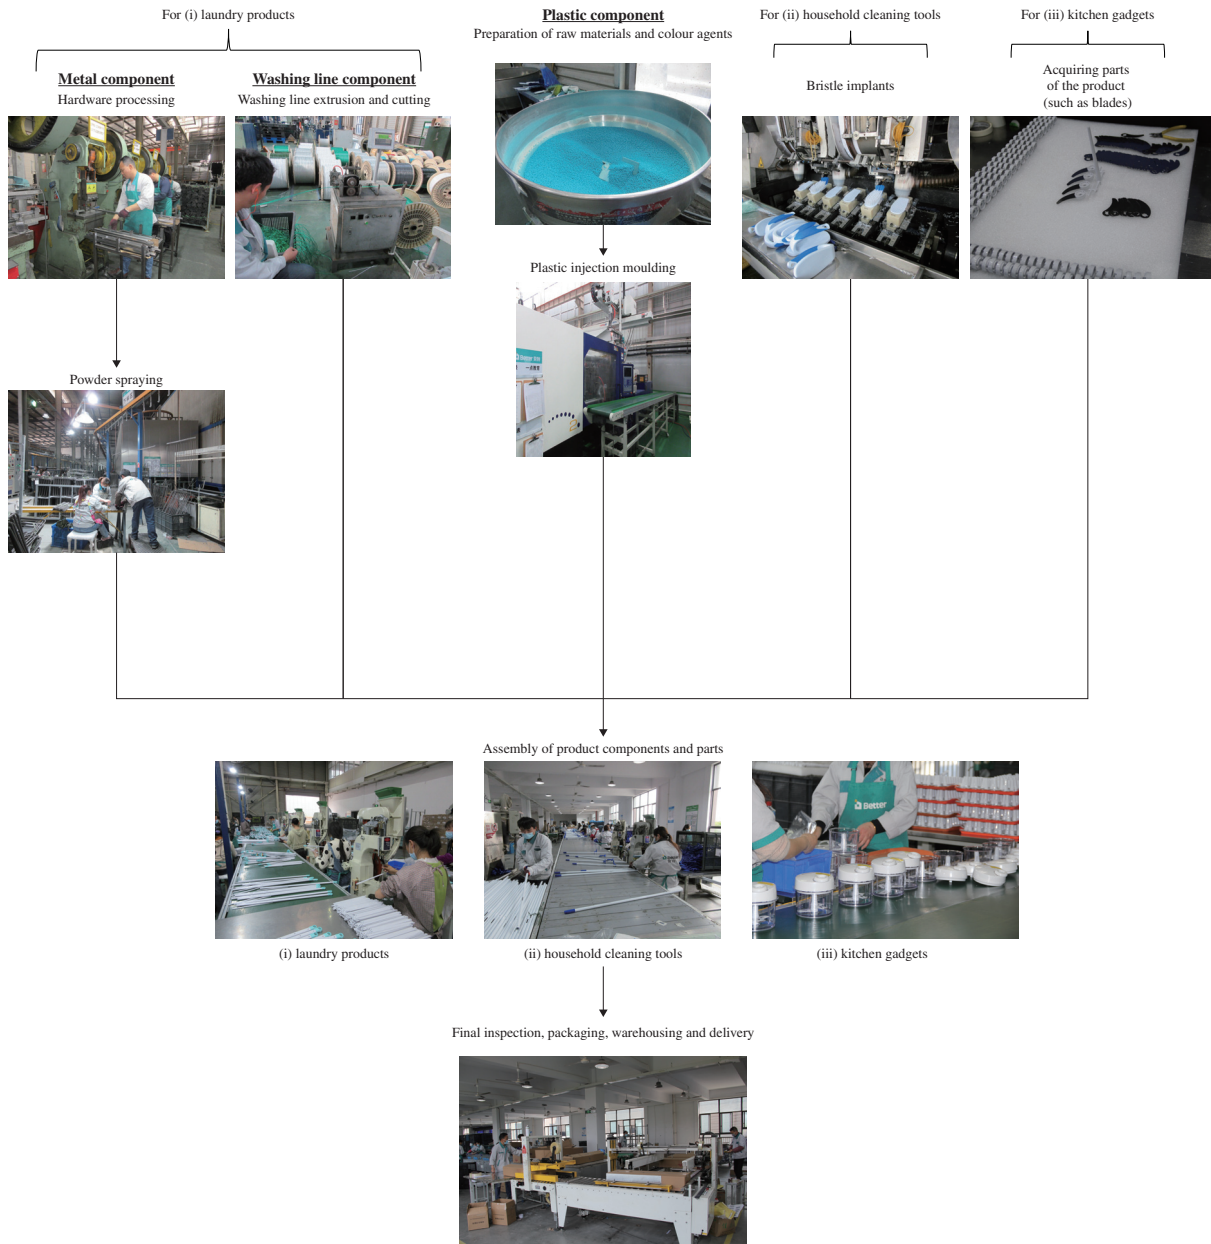 For (i) laundry products
Plastic component
Preparation of raw materials and colour agents
For (ii) household cleaning tools
For (iii) kitchen gadgets
Metal component
Hardware processing
Washing line component
Washing line extrusion and cutting
Bristle implants
Acquiring parts
of the product
(such as blades)
Plastic injection moulding
Powder spraying
Assembly of product components and parts
Better
(i) laundry products
(ii) household cleaning tools
(iii) kitchen gadgets
Final inspection, packaging, warehousing and delivery